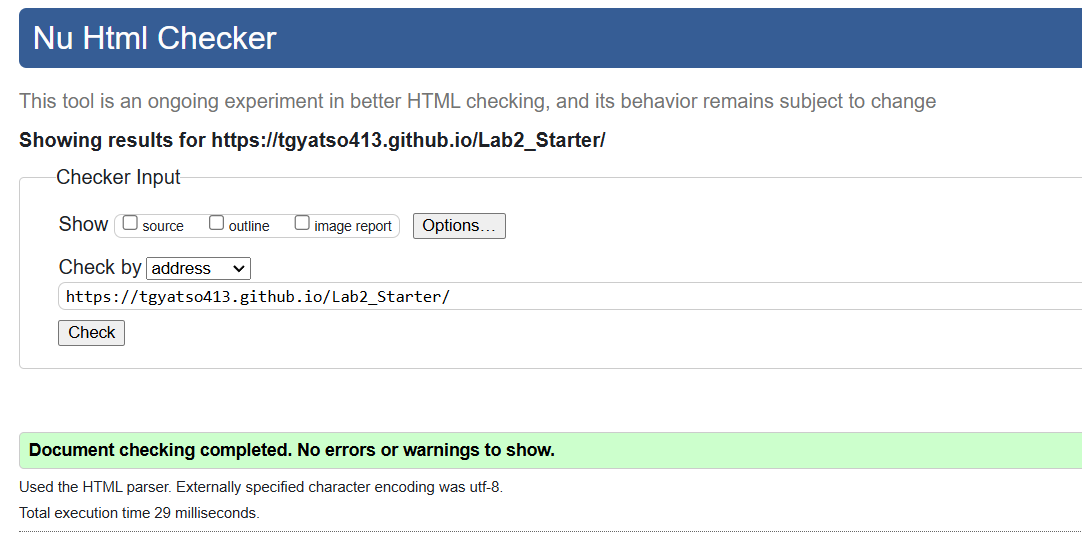 Nu Html Checker
This tool is an ongoing experiment in better HTML checking, and its behavior remains subject to change
Showing results for https://tgyatso413.github.io/Lab2_Starter/
Checker Input
Show source outline image report Options...
Check by address
https://tgyatso413.github.io/Lab2_Starter/
Check
Document checking completed. No errors or warnings to show.
Used the HTML parser. Externally specified character encoding was utf-8.
Total execution time 29 milliseconds.